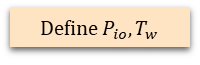 Define P_io, T_w